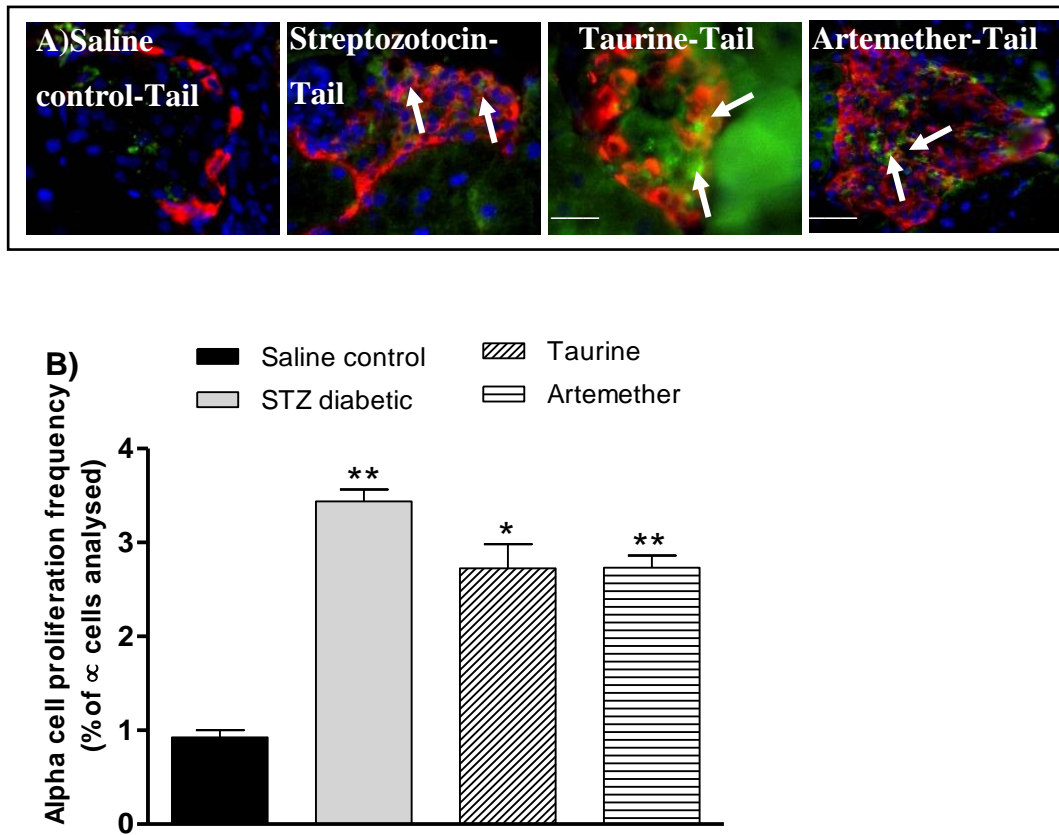 A)Saline
control-Tail
Streptozotocin-
Tail
Taurine-Tail
Artemether-Tail
B)
Saline control
STZ diabetic
Taurine
Artemether
Alpha cell proliferation frequency
(% of ∝ cells analysed)
4
3
2
1
0
**
*
**